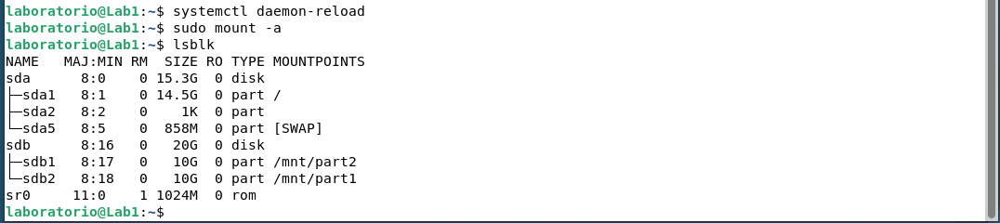 laboratorio@Lab1:~$ systemctl daemon-reload
laboratorio@Lab1:~$ sudo mount -a
laboratorio@Lab1:~$ lsblk
NAME   MAJ:MIN RM  SIZE RO TYPE MOUNTPOINTS
sda      8:0    0 15.3G  0 disk
├─sda1   8:1    0 14.5G  0 part /
├─sda2   8:2    0    1K  0 part
└─sda5   8:5    0  858M  0 part [SWAP]
sdb      8:16   0   20G  0 disk
├─sdb1   8:17   0   10G  0 part /mnt/part2
└─sdb2   8:18   0   10G  0 part /mnt/part1
sr0     11:0    1 1024M  0 rom
laboratorio@Lab1:~$